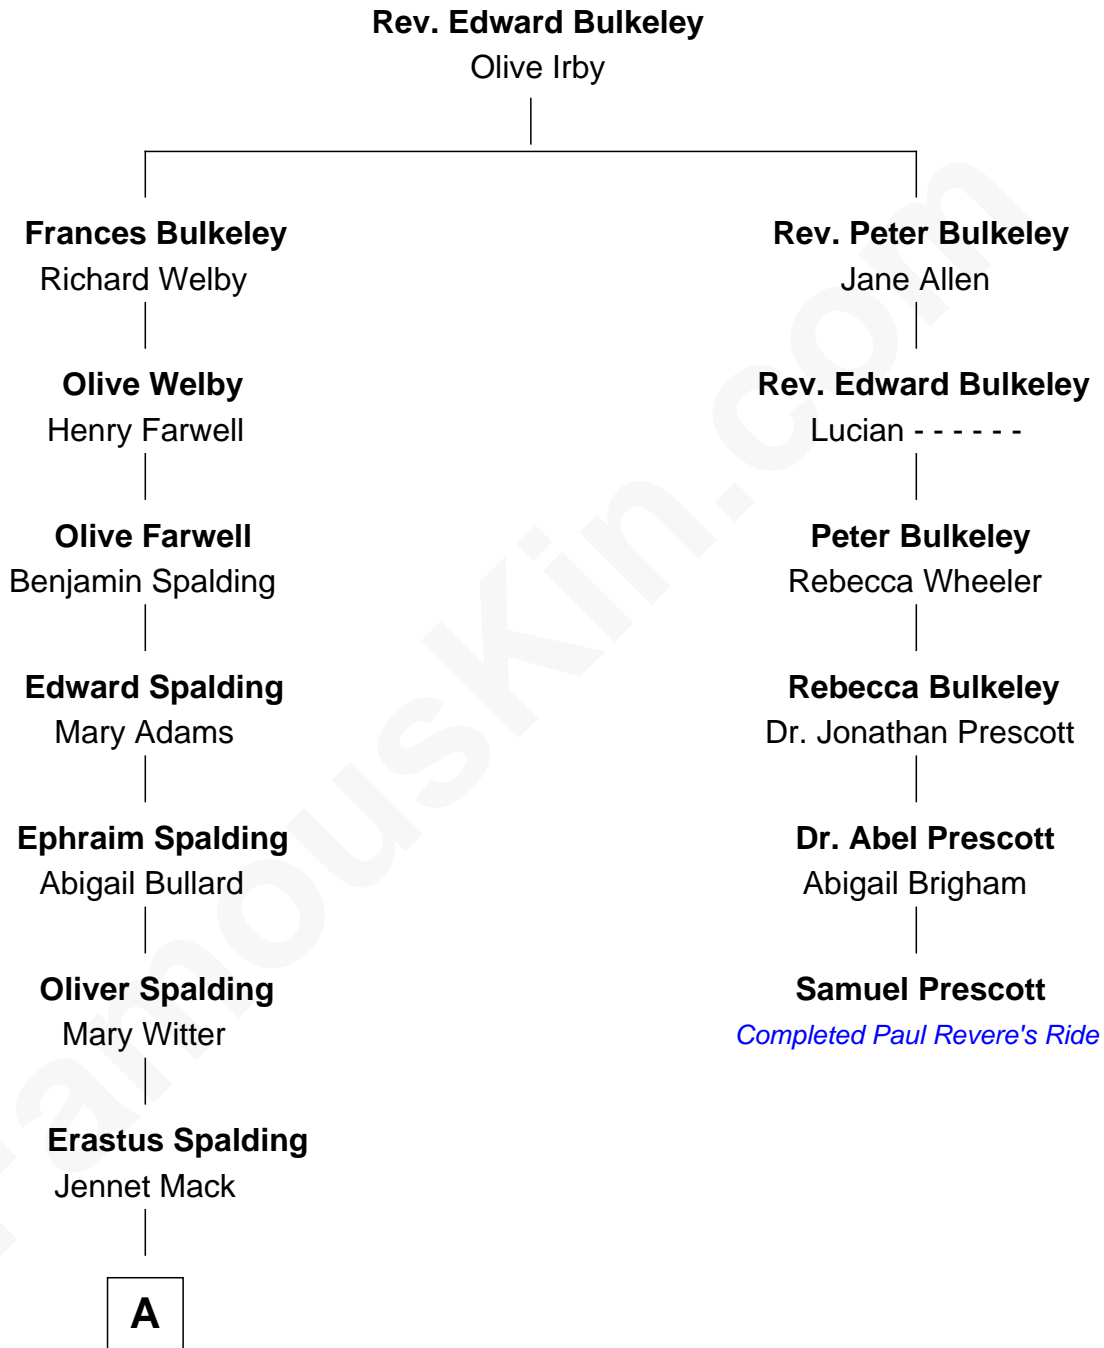 Rev. Edward Bulkeley
Olive Irby
Frances Bulkeley
Richard Welby
Rev. Peter Bulkeley
Jane Allen
Olive Welby
Henry Farwell
Rev. Edward Bulkeley
Lucian - - - - - -
Olive Farwell
Benjamin Spalding
Peter Bulkeley
Rebecca Wheeler
Edward Spalding
Mary Adams
Rebecca Bulkeley
Dr. Jonathan Prescott
Ephraim Spalding
Abigail Bullard
Dr. Abel Prescott
Abigail Brigham
Oliver Spalding
Mary Witter
Samuel Prescott
Completed Paul Revere's Ride
Erastus Spalding
Jennet Mack
A
FamousKin.com